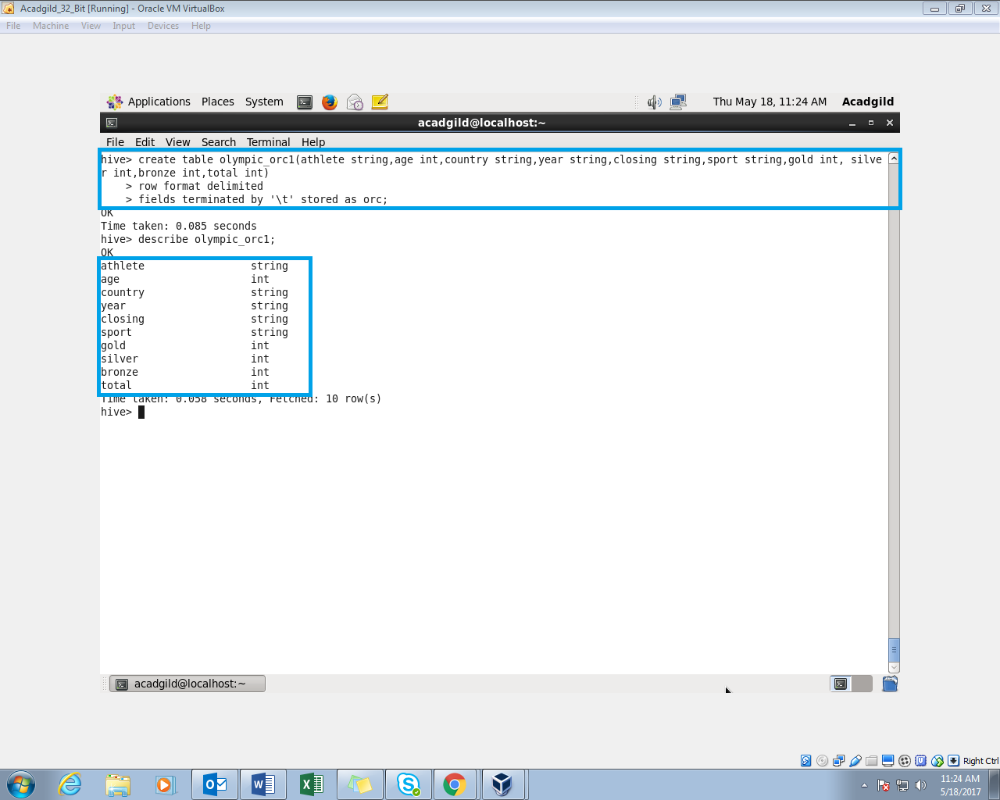 Acadgild_32_Bit [Running] - Oracle VM VirtualBox
File Machine View Input Devices Help
Applications Places System Thu May 18, 11:24 AM Acadgild
acadgild@localhost:~
File Edit View Search Terminal Help
hive> create table olympic_orc1(athlete string,age int,country string,year string,closing string,sport string,gold int, silve
r int,bronze int,total int)
    > row format delimited
    > fields terminated by '\t' stored as orc;
OK
Time taken: 0.085 seconds
hive> describe olympic_orc1;
OK
athlete string
age int
country string
year string
closing string
sport string
gold int
silver int
bronze int
total int
Time taken: 0.058 seconds, Fetched: 10 row(s)
hive>
acadgild@localhost:~
Right Ctrl
11:24 AM
5/18/2017